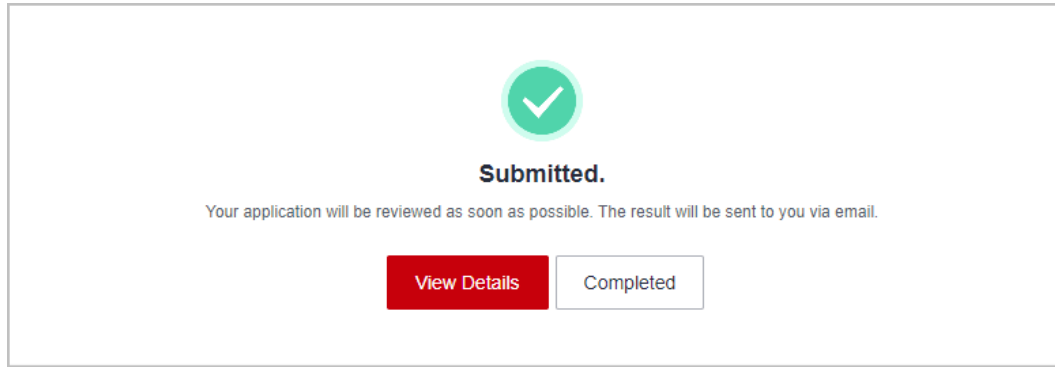 Submitted.
Your application will be reviewed as soon as possible. The result will be sent to you via email.
View Details
Completed